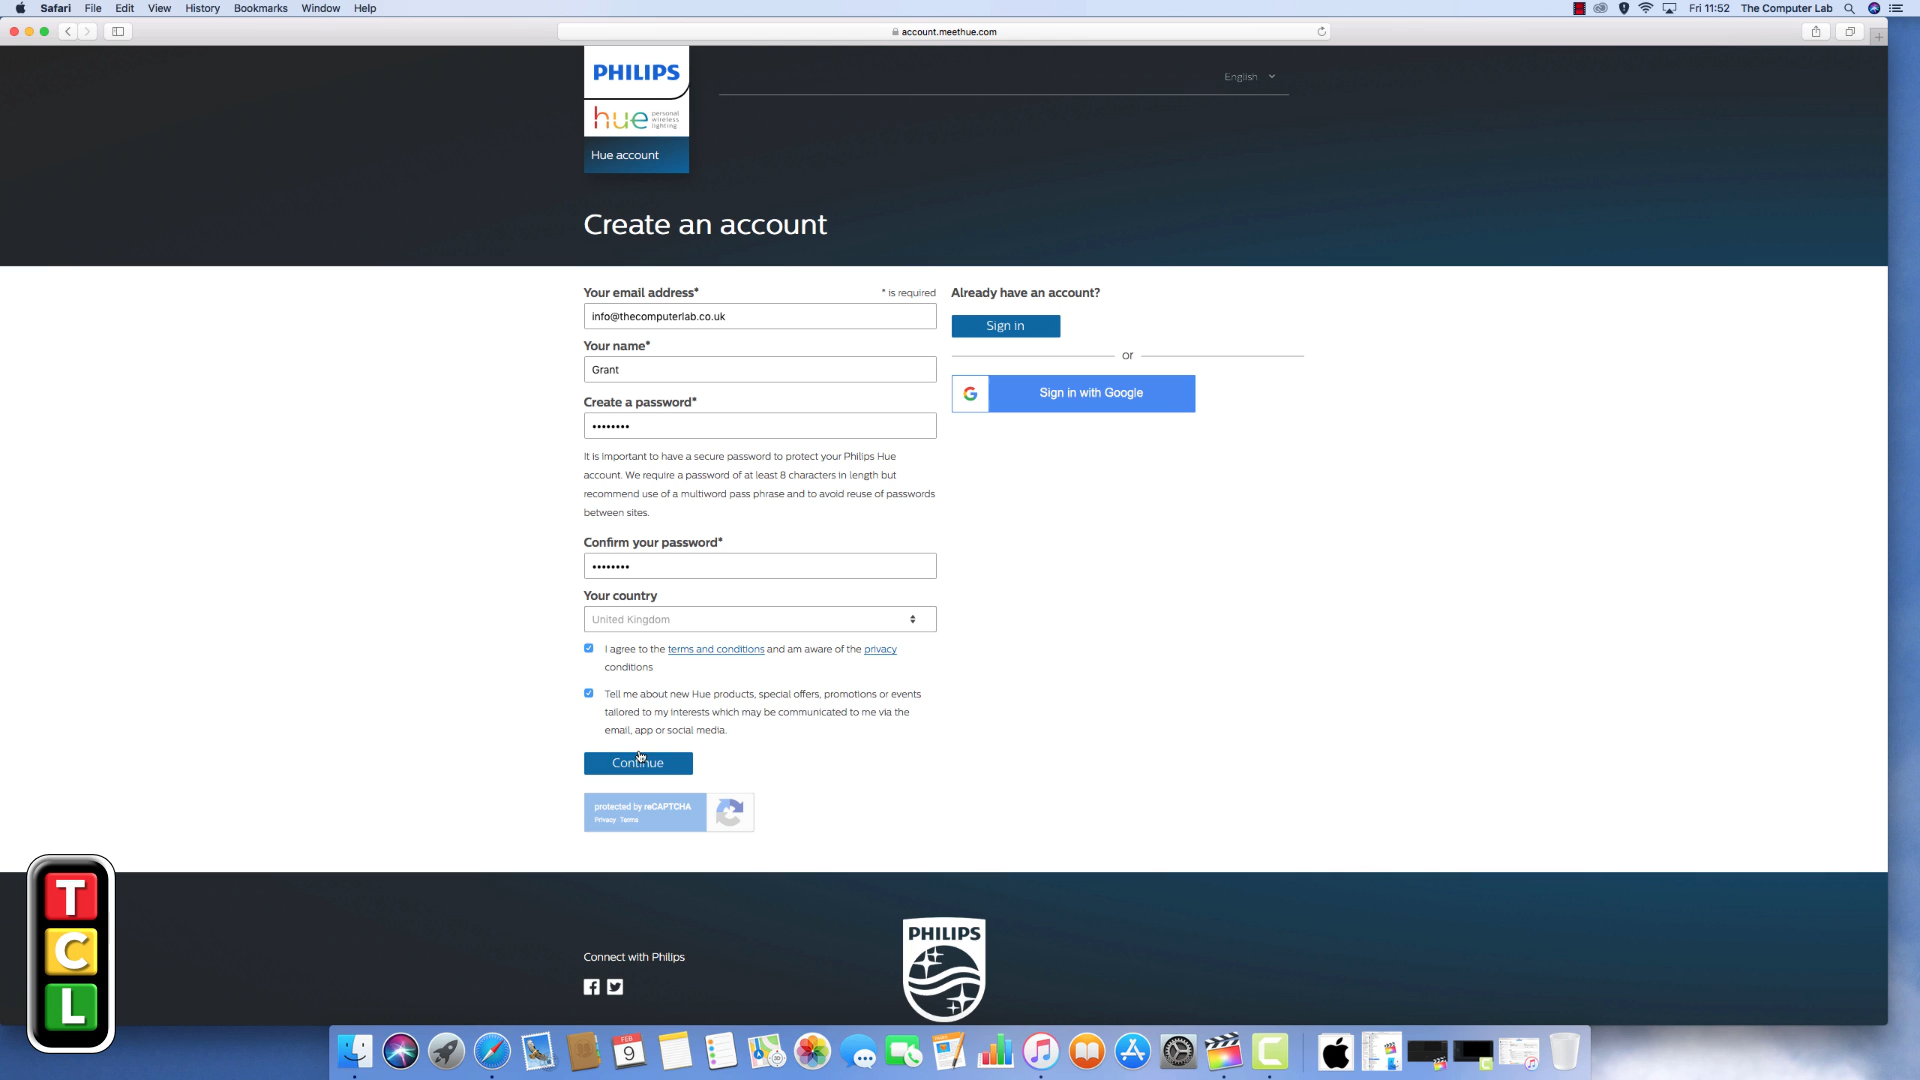 Safari File Edit View History Bookmarks Window Help Fri 11:52 The Computer Lab
account.meethue.com
PHILIPS
hue personal wireless lighting
Hue account
English
Create an account
Your email address* * is required
info@thecomputerlab.co.uk
Your name*
Grant
Create a password*
••••••••
It is important to have a secure password to protect your Philips Hue
account. We require a password of at least 8 characters in length but
recommend use of a multiword pass phrase and to avoid reuse of passwords
between sites.
Confirm your password*
••••••••
Your country
United Kingdom
I agree to the terms and conditions and am aware of the privacy
conditions
Tell me about new Hue products, special offers, promotions or events
tailored to my interests which may be communicated to me via the
email, app or social media.
Continue
protected by reCAPTCHA
Privacy Terms
Already have an account?
Sign in
or
G Sign in with Google
Connect with Philips
PHILIPS
T
C
L
FEB
9